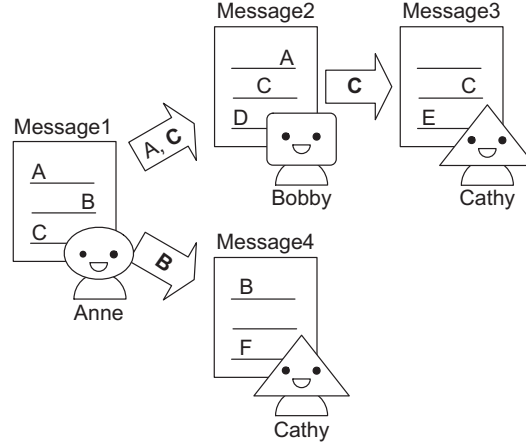 Message1
A
B
C
Anne
A, C
B
Message2
A
C
D
Bobby
C
Message3
C
E
Cathy
Message4
B
F
Cathy